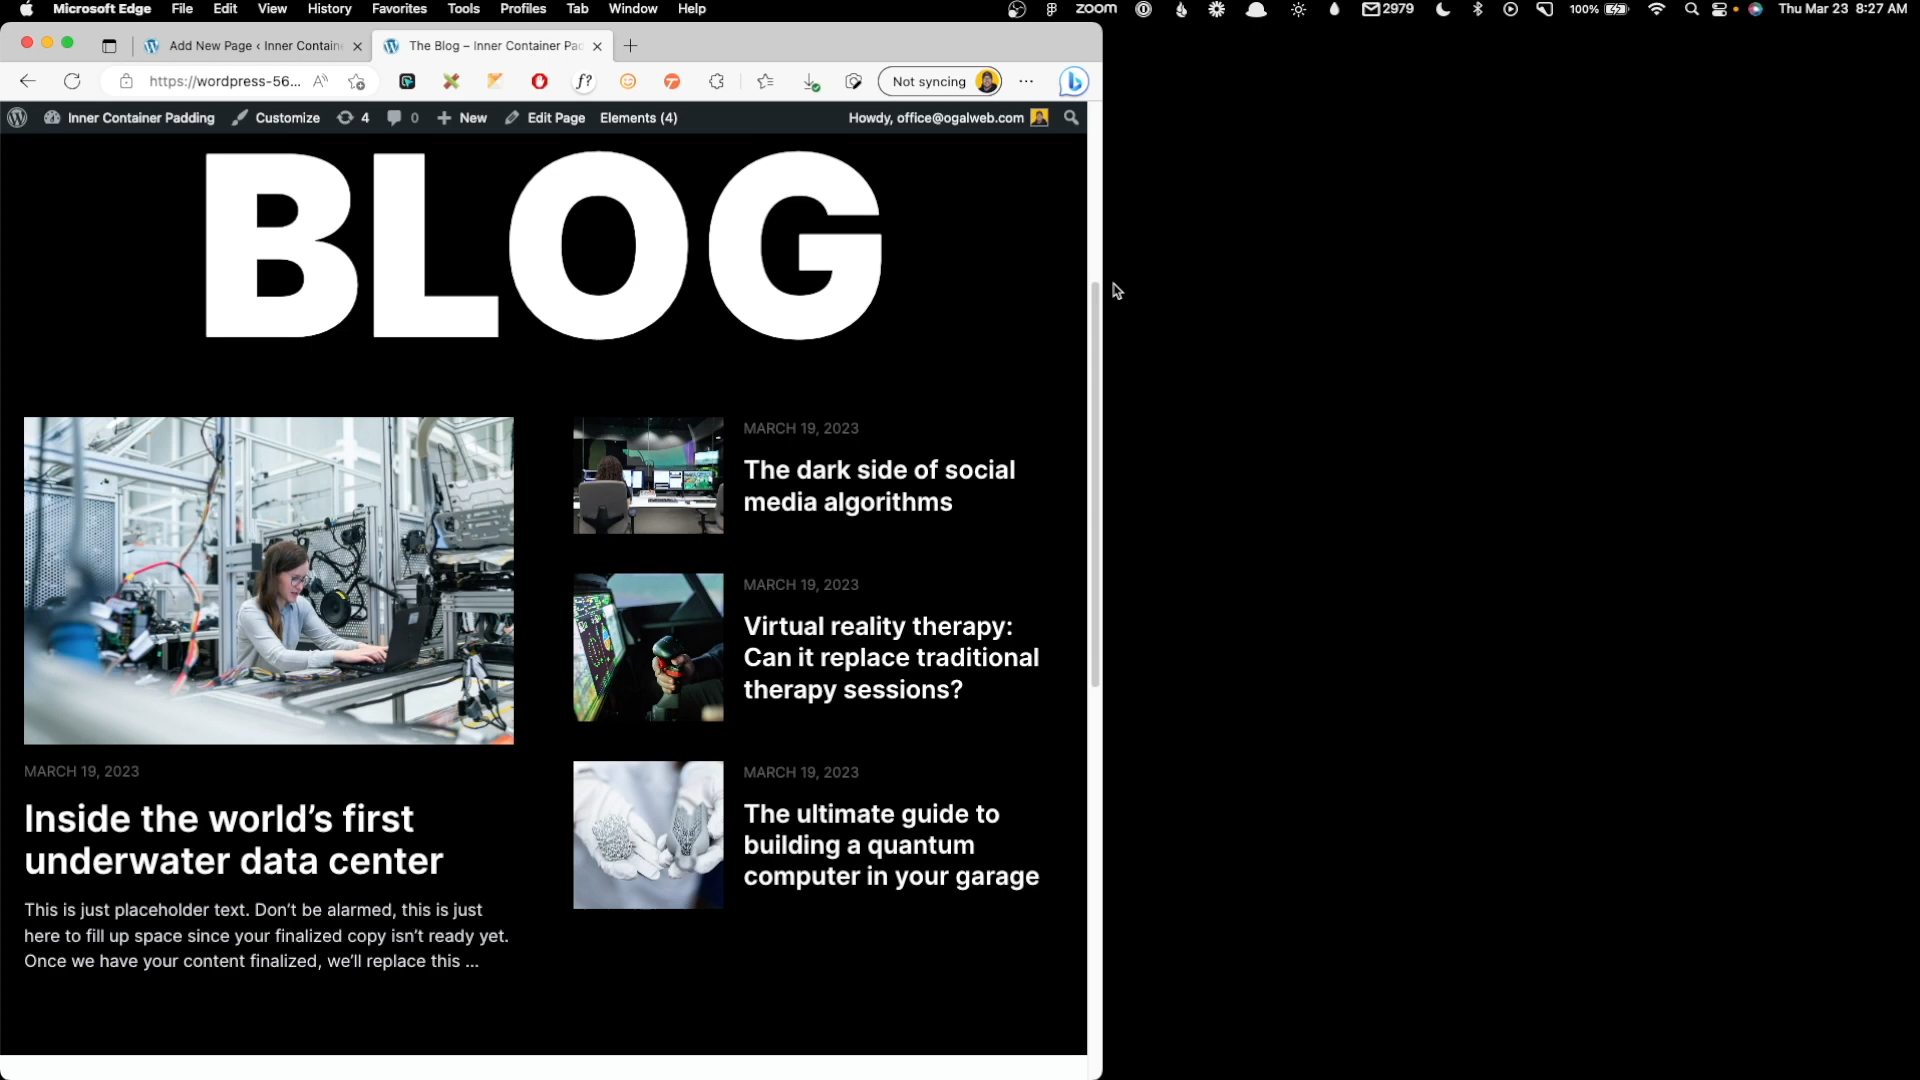 Microsoft Edge File Edit View History Favorites Tools Profiles Tab Window Help zoom 2979 100% Thu Mar 23 8:27 AM
Add New Page ‹ Inner Contain The Blog – Inner Container Pad
https://wordpress-56... Not syncing
Inner Container Padding Customize 4 0 New Edit Page Elements (4) Howdy, office@ogalweb.com
BLOG
MARCH 19, 2023
Inside the world’s first
underwater data center
This is just placeholder text. Don’t be alarmed, this is just
here to fill up space since your finalized copy isn’t ready yet.
Once we have your content finalized, we’ll replace this ...
MARCH 19, 2023
The dark side of social
media algorithms
MARCH 19, 2023
Virtual reality therapy:
Can it replace traditional
therapy sessions?
MARCH 19, 2023
The ultimate guide to
building a quantum
computer in your garage